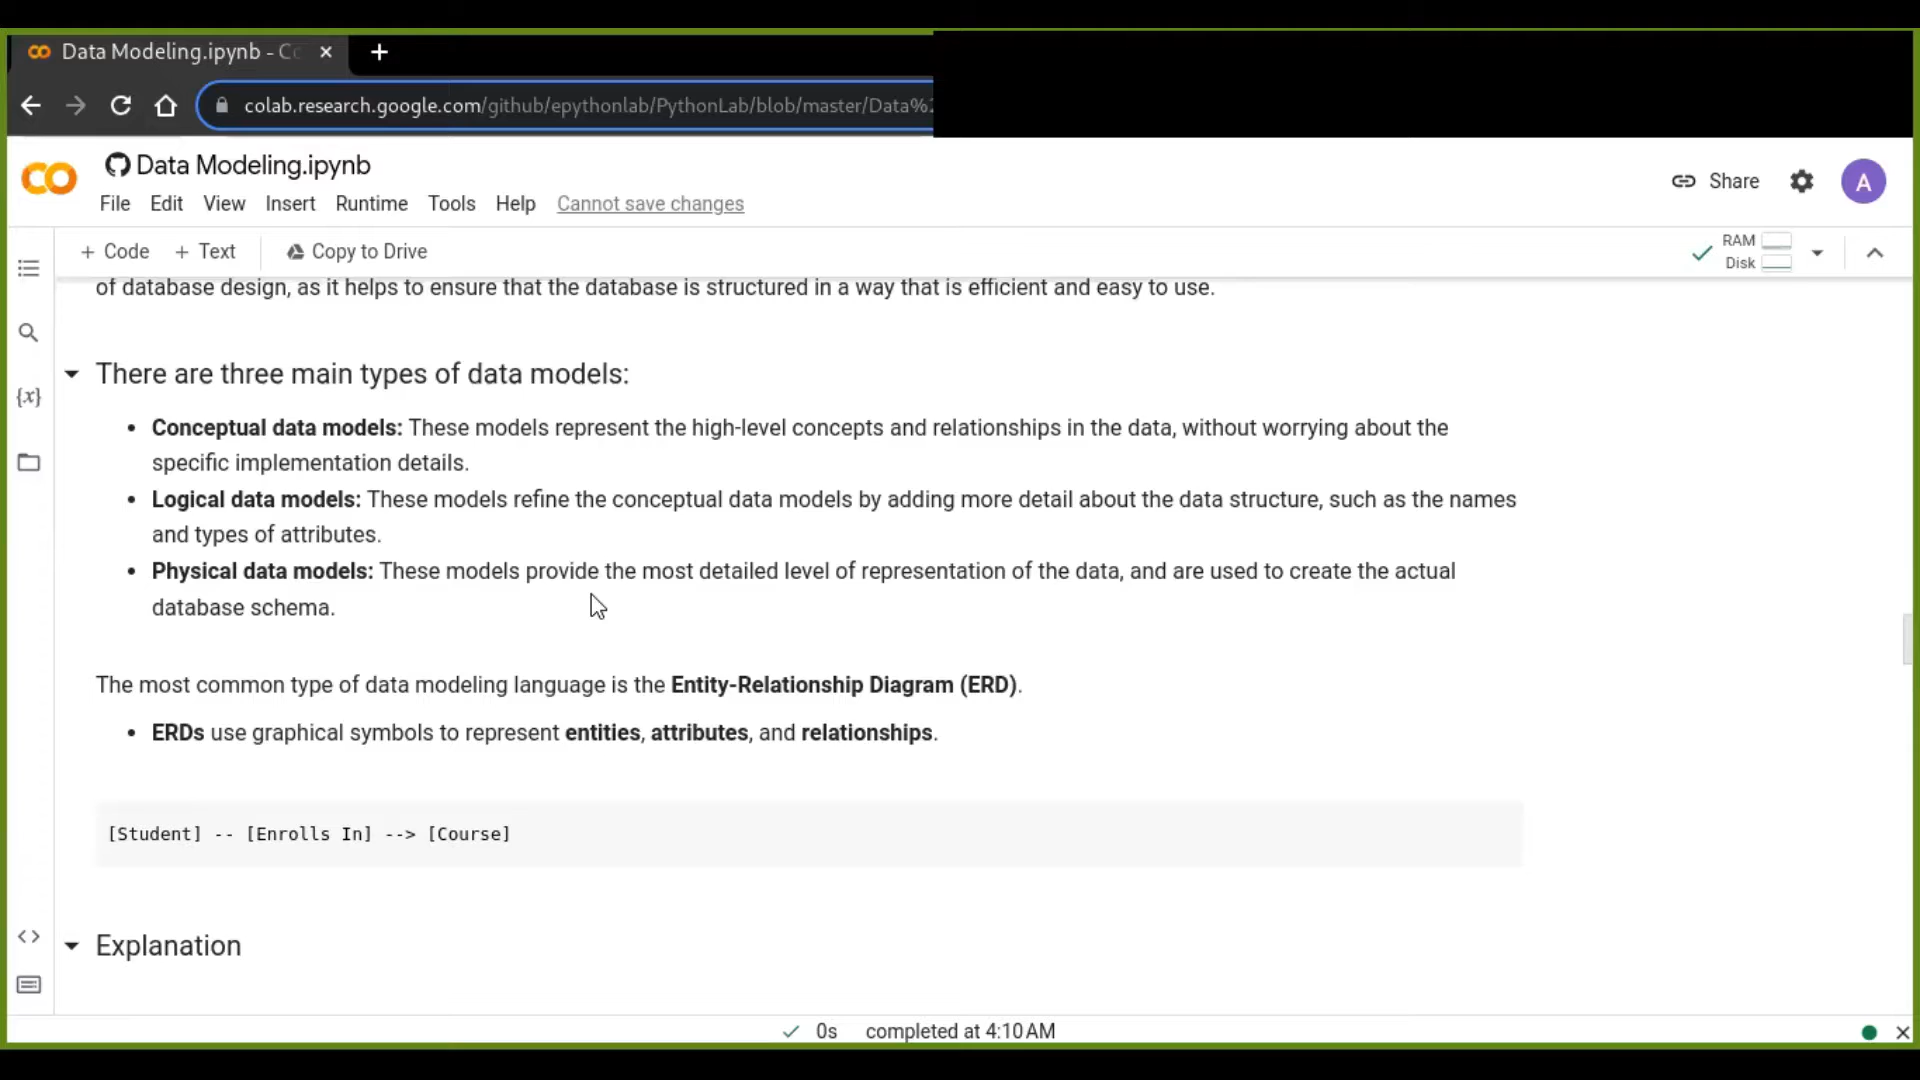 Data Modeling.ipynb - Co
colab.research.google.com/github/epythonlab/PythonLab/blob/master/Data%2
Data Modeling.ipynb
File Edit View Insert Runtime Tools Help Cannot save changes
Share
A
+ Code + Text Copy to Drive
RAM
Disk
of database design, as it helps to ensure that the database is structured in a way that is efficient and easy to use.
There are three main types of data models:
• Conceptual data models: These models represent the high-level concepts and relationships in the data, without worrying about the
specific implementation details.
• Logical data models: These models refine the conceptual data models by adding more detail about the data structure, such as the names
and types of attributes.
{x}
• Physical data models: These models provide the most detailed level of representation of the data, and are used to create the actual
database schema.
The most common type of data modeling language is the Entity-Relationship Diagram (ERD).
• ERDs use graphical symbols to represent entities, attributes, and relationships.
[Student] -- [Enrolls In] --> [Course]
Explanation
0s completed at 4:10 AM